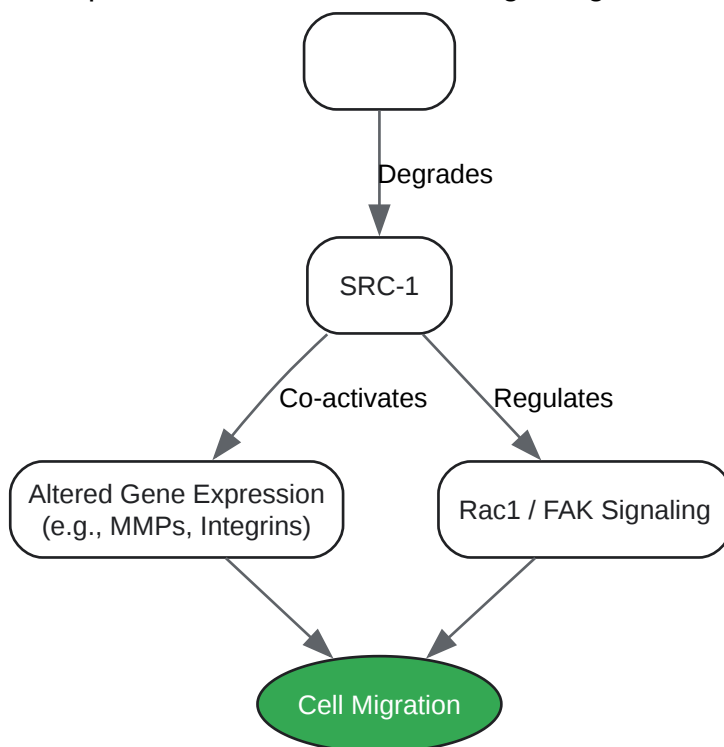 Degrades
SRC-1
Co-activates
Regulates
Altered Gene Expression
(e.g., MMPs, Integrins)
Rac1 / FAK Signaling
Cell Migration